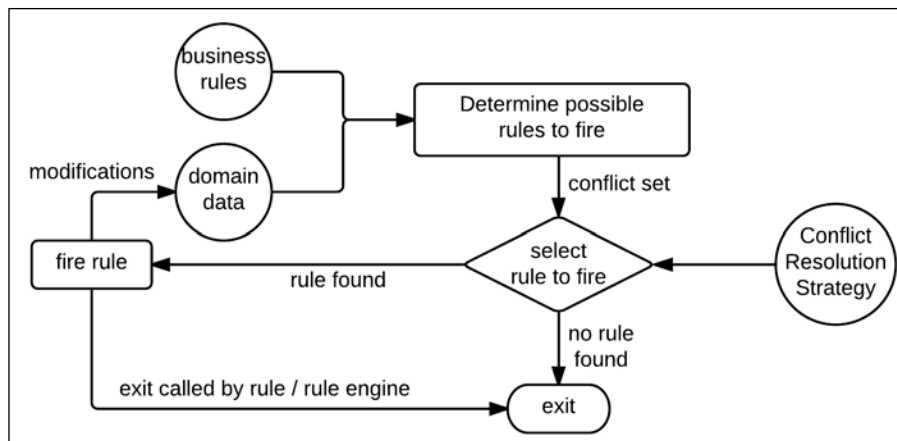 business
rules
Determine possible
rules to fire
modifications
domain
data
conflict set
fire rule
rule found
select
rule to fire
Conflict
Resolution
Strategy
no rule
found
exit called by rule / rule engine
exit